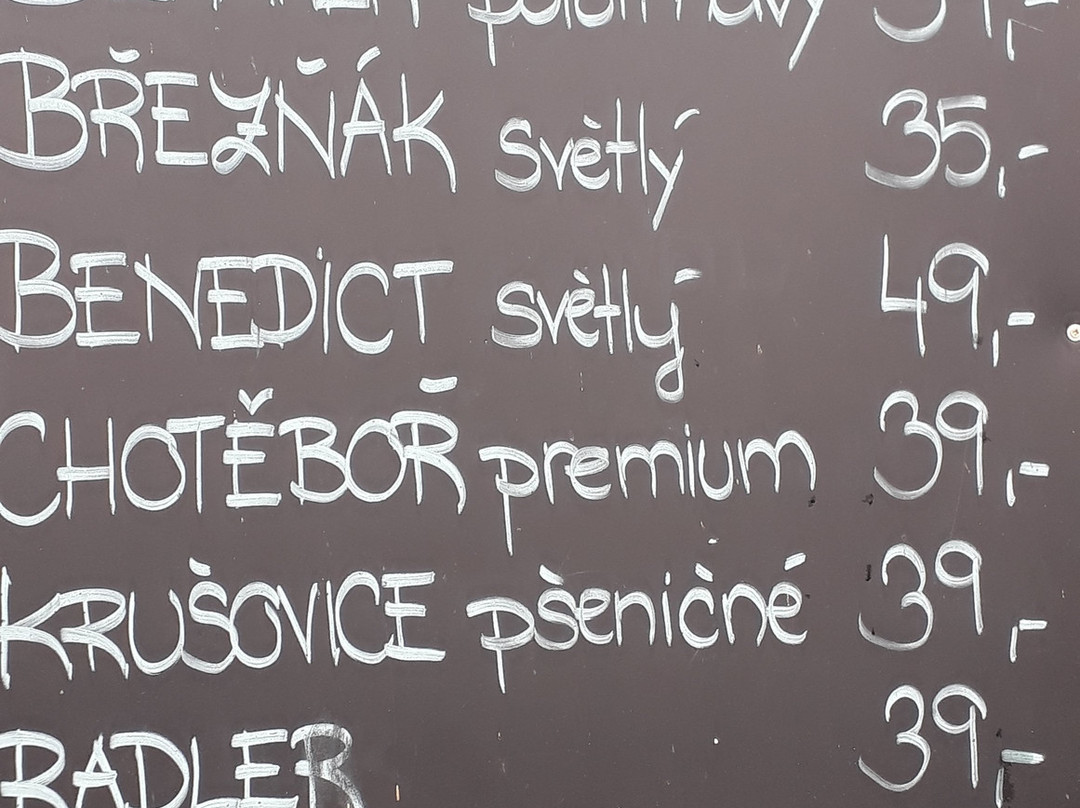 BŘEZŇÁK světlý 35,-
BENEDICT světlý 49,-
CHOTĚBOŘ premium 39,-
KRUŠOVICE pšeničné 39,-
RADLER 39,-